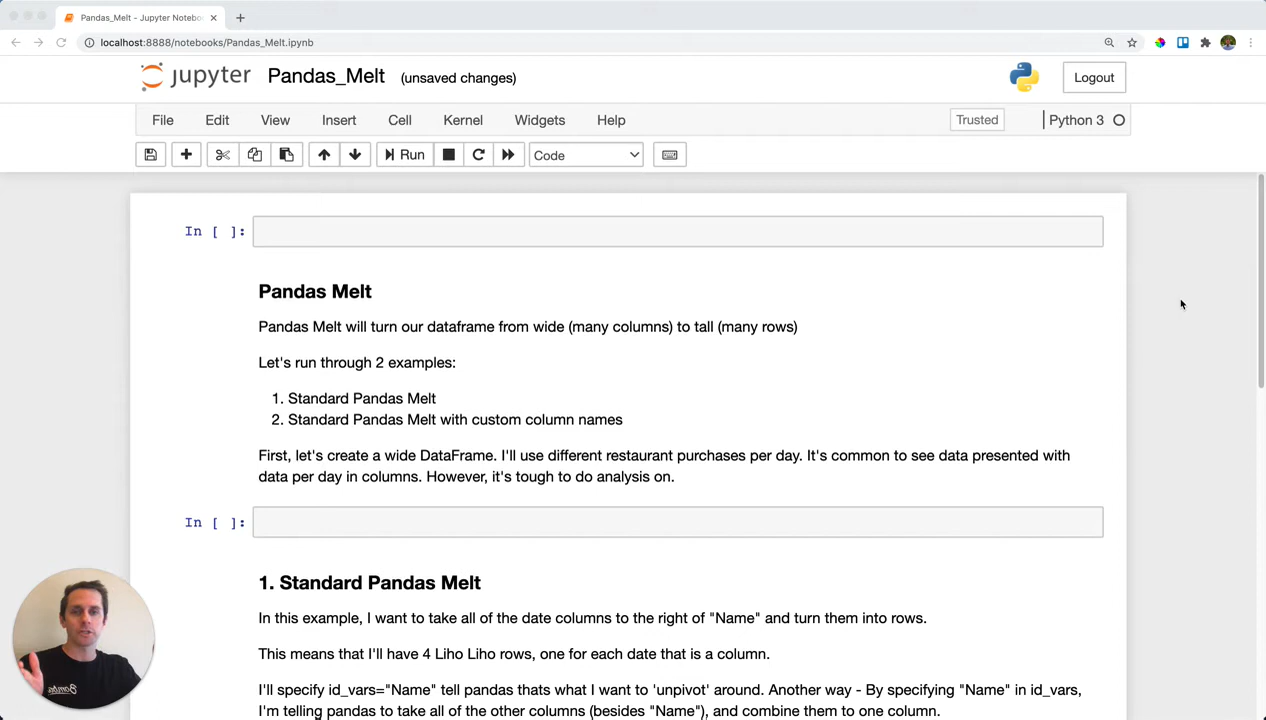 Pandas_Melt - Jupyter Notebo
localhost:8888/notebooks/Pandas_Melt.ipynb
jupyter Pandas_Melt (unsaved changes) Logout
File Edit View Insert Cell Kernel Widgets Help Trusted Python 3
Run Code
In [ ]:
Pandas Melt
Pandas Melt will turn our dataframe from wide (many columns) to tall (many rows)
Let's run through 2 examples:
1. Standard Pandas Melt
2. Standard Pandas Melt with custom column names
First, let's create a wide DataFrame. I'll use different restaurant purchases per day. It's common to see data presented with
data per day in columns. However, it's tough to do analysis on.
In [ ]:
1. Standard Pandas Melt
In this example, I want to take all of the date columns to the right of "Name" and turn them into rows.
This means that I'll have 4 Liho Liho rows, one for each date that is a column.
I'll specify id_vars="Name" tell pandas thats what I want to 'unpivot' around. Another way - By specifying "Name" in id_vars,
I'm telling pandas to take all of the other columns (besides "Name"), and combine them to one column.